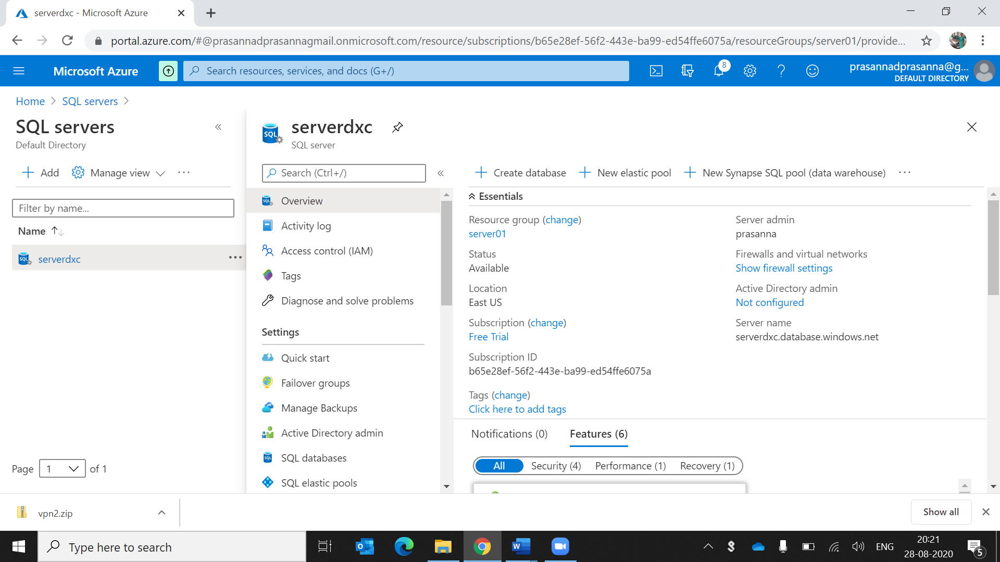 serverdxc - Microsoft Azure
portal.azure.com/#@prasannadprasannagmail.onmicrosoft.com/resource/subscriptions/b65e28ef-56f2-443e-ba99-ed54ffe6075a/resourceGroups/server01/provide...
Microsoft Azure
Search resources, services, and docs (G+/)
8
prasannadprasanna@g...
DEFAULT DIRECTORY
Home > SQL servers >
SQL servers
Default Directory
Add
Manage view
...
Filter by name...
Name
serverdxc
...
Page 1 of 1
SQL
serverdxc
SQL server
Search (Ctrl+/)
Overview
Activity log
Access control (IAM)
Tags
Diagnose and solve problems
Settings
Quick start
Failover groups
Manage Backups
Active Directory admin
SQL databases
SQL elastic pools
Create database
New elastic pool
New Synapse SQL pool (data warehouse)
...
Essentials
Resource group (change)
server01
Status
Available
Location
East US
Subscription (change)
Free Trial
Subscription ID
b65e28ef-56f2-443e-ba99-ed54ffe6075a
Tags (change)
Click here to add tags
Server admin
prasanna
Firewalls and virtual networks
Show firewall settings
Active Directory admin
Not configured
Server name
serverdxc.database.windows.net
Notifications (0)
Features (6)
All
Security (4)
Performance (1)
Recovery (1)
vpn2.zip
Show all
Type here to search
ENG
20:21
28-08-2020
5